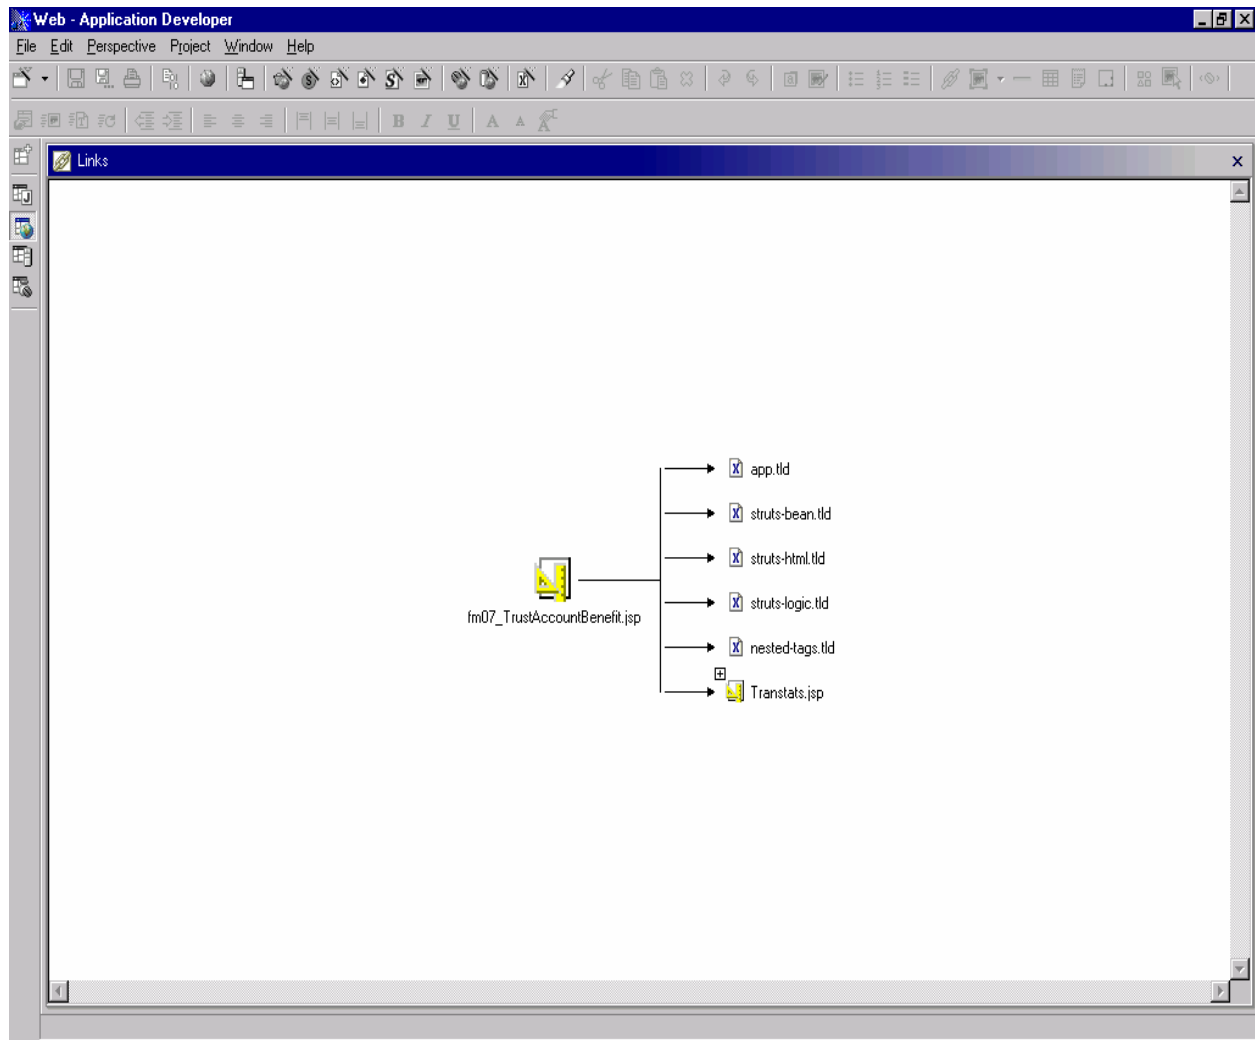 Web - Application Developer
File Edit Perspective Project Window Help
B I U A A
Links
app.tld
struts-bean.tld
struts-html.tld
fm07_TrustAccountBenefit.jsp
struts-logic.tld
nested-tags.tld
Transtats.jsp